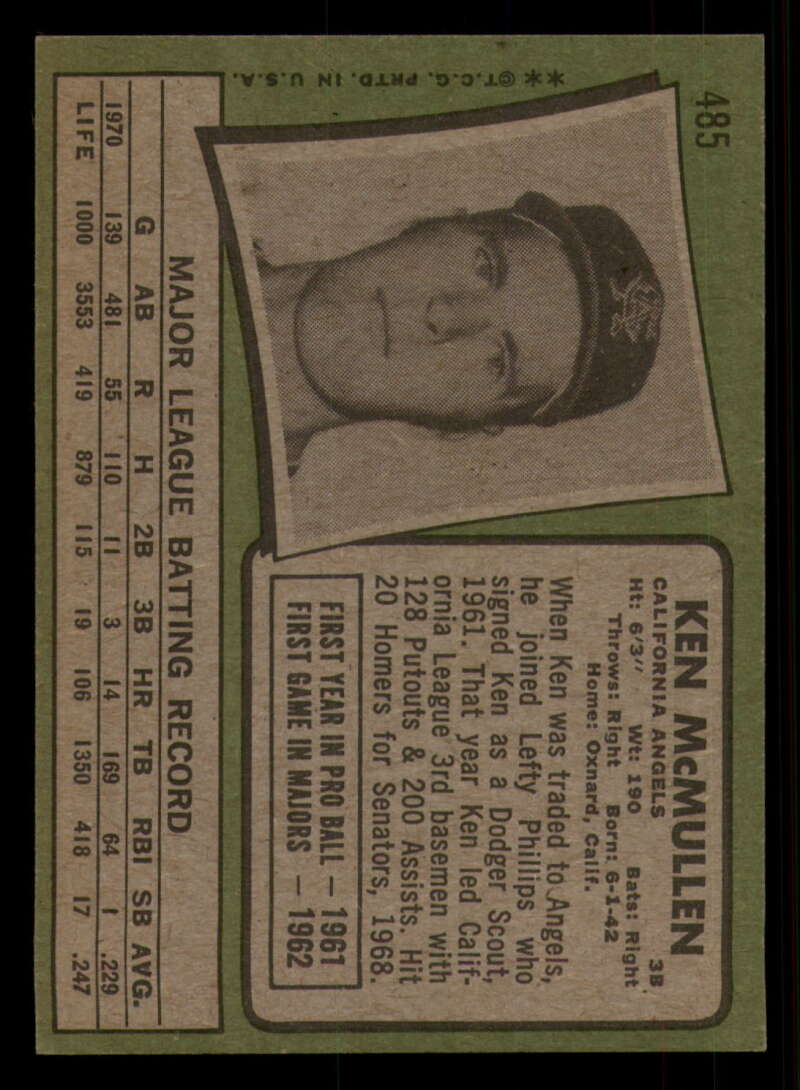 485
**©T.C.G. PRTD. IN U.S.A.
KEN McMULLEN
CALIFORNIA ANGELS 3B
Ht: 6'3" Wt: 190 Bats: Right
Throws: Right Born: 6-1-42
Home: Oxnard, Calif.
When Ken was traded to Angels,
he joined Lefty Phillips who
signed Ken as a Dodger Scout,
1961. That year Ken led Calif-
ornia League 3rd basemen with
128 Putouts & 200 Assists. Hit
20 Homers for Senators, 1968.
FIRST YEAR IN PRO BALL — 1961
FIRST GAME IN MAJORS — 1962
MAJOR LEAGUE BATTING RECORD
G AB R H 2B 3B HR TB RBI SB AVG.
1970 139 481 55 110 11 3 14 169 64 1 .229
LIFE 1000 3553 419 879 115 19 106 1350 418 17 .247